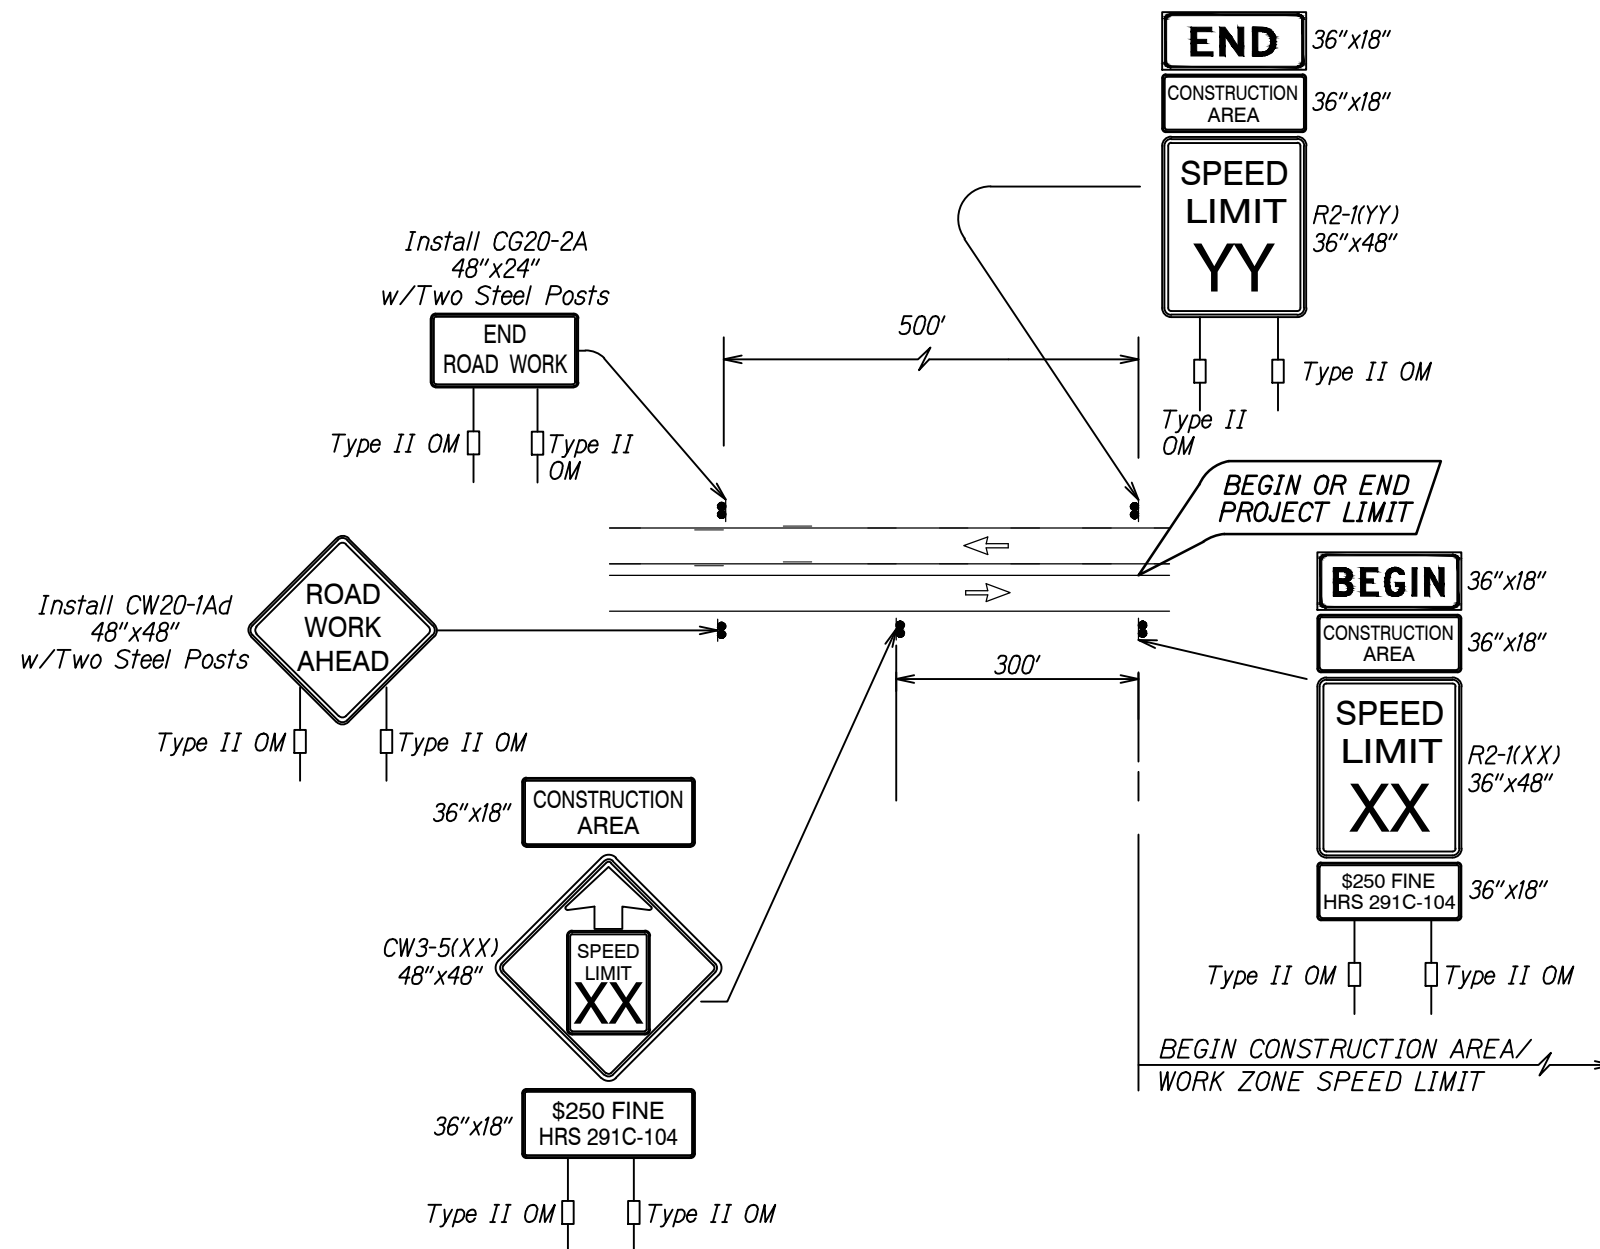 END
36"x18"
CONSTRUCTION
AREA
36"x18"
SPEED
LIMIT
YY
R2-1(YY)
36"x48"
Type II OM
Type II
OM
Install CG20-2A
48"x24"
w/Two Steel Posts
END
ROAD WORK
Type II OM
Type II
OM
500'
BEGIN OR END
PROJECT LIMIT
Install CW20-1Ad
48"x48"
w/Two Steel Posts
ROAD
WORK
AHEAD
Type II OM
Type II OM
300'
BEGIN
36"x18"
CONSTRUCTION
AREA
36"x18"
SPEED
LIMIT
XX
R2-1(XX)
36"x48"
$250 FINE
HRS 291C-104
36"x18"
Type II OM
Type II OM
36"x18"
CONSTRUCTION
AREA
CW3-5(XX)
48"x48"
SPEED
LIMIT
XX
36"x18"
$250 FINE
HRS 291C-104
Type II OM
Type II OM
BEGIN CONSTRUCTION AREA/
WORK ZONE SPEED LIMIT